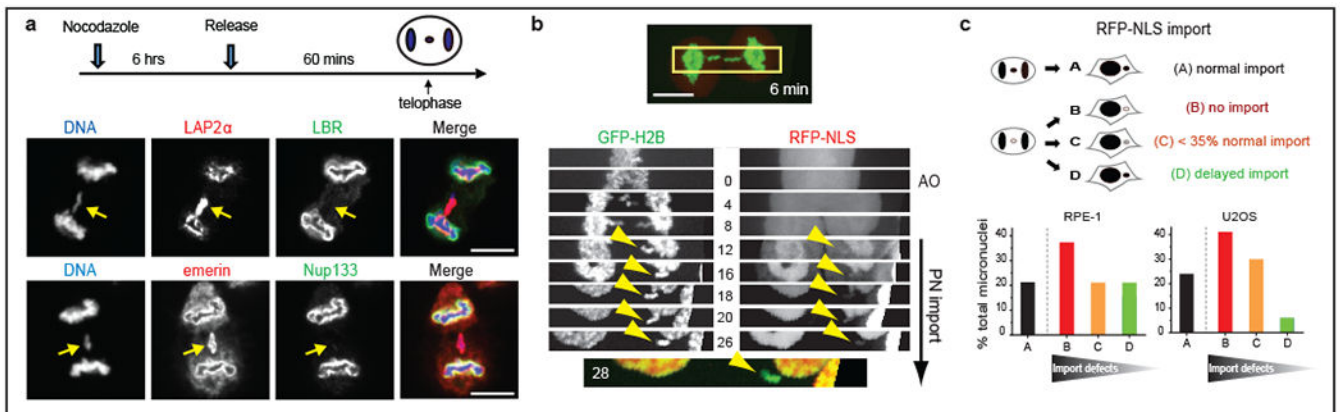 a
Nocodazole Release
6 hrs 60 mins
telophase
DNA LAP2α LBR Merge
DNA emerin Nup133 Merge
b
6 min
GFP-H2B RFP-NLS
AO
0
4
8
12
16
18
20
26
PN import
28
c
RFP-NLS import
A (A) normal import
B (B) no import
C (C) < 35% normal import
D (D) delayed import
RPE-1 U2OS
% total micronuclei
40
30
20
10
0
A B C D
Import defects
40
30
20
10
0
A B C D
Import defects